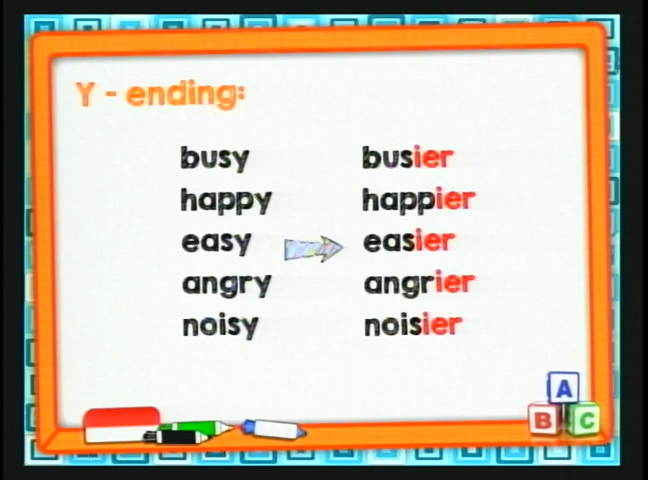 Y - ending:
busy busier
happy happier
easy easier
angry angrier
noisy noisier
A
B C